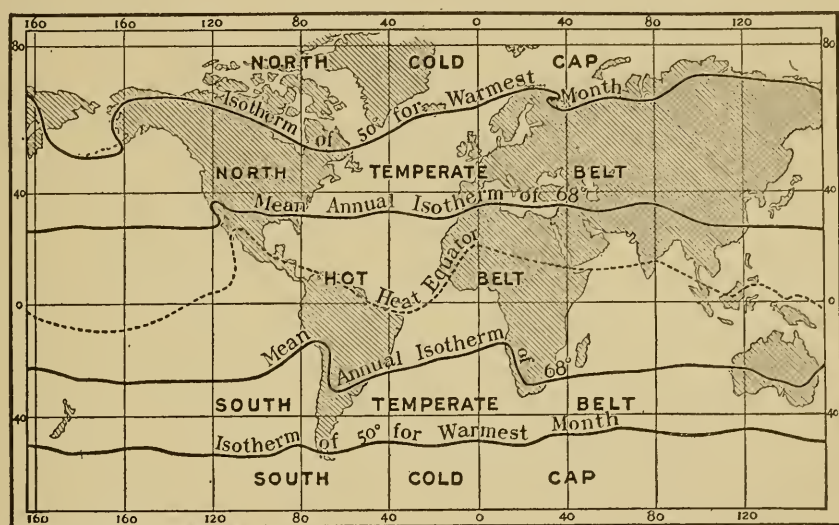 160 160 120 80 40 0 40 80 120
80 80
NORTH COLD CAP
Isotherm of 50° for Warmest Month
NORTH TEMPERATE BELT
40 40
Mean Annual Isotherm of 68°
HOT BELT
Heat Equator
0 0
Mean Annual Isotherm of 68°
SOUTH TEMPERATE BELT
40 40
Isotherm of 50° for Warmest Month
SOUTH COLD CAP
160 160 120 80 40 0 40 80 120